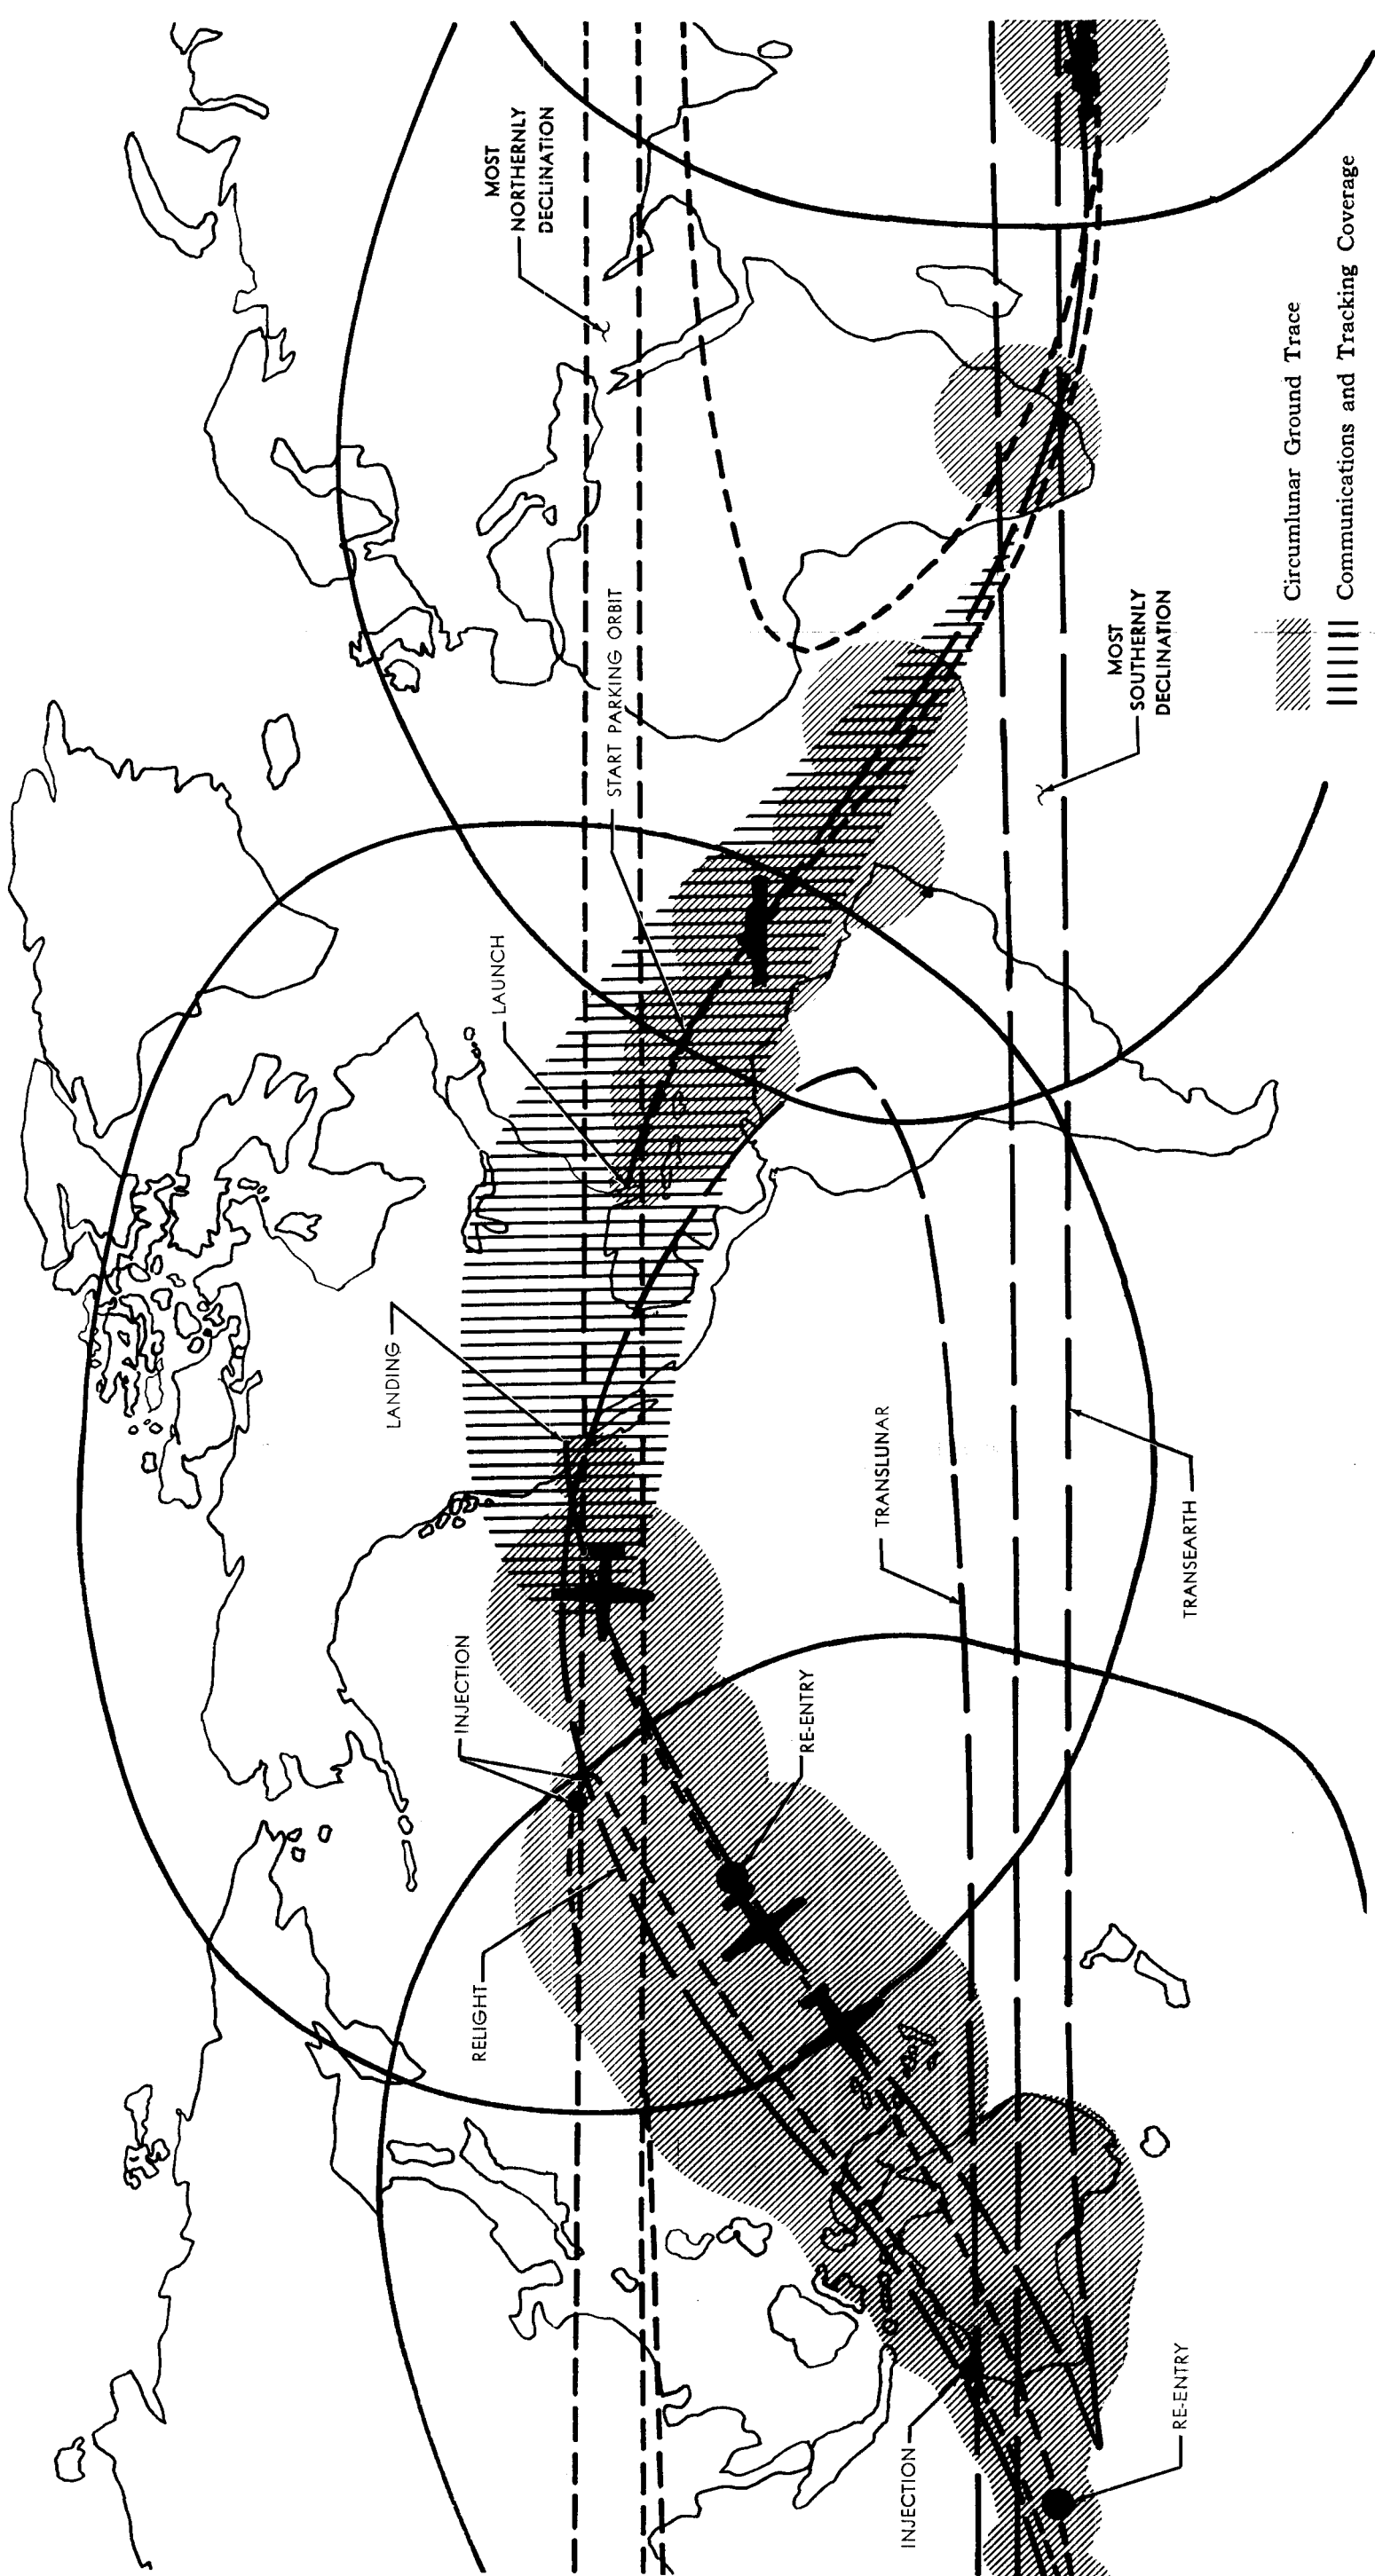 MOST
NORTHERNLY
DECLINATION
START PARKING ORBIT
LAUNCH
LANDING
INJECTION
RE-ENTRY
RELIGHT
TRANSLUNAR
TRANSEARTH
INJECTION
RE-ENTRY
MOST
SOUTHERNLY
DECLINATION
Circumlunar Ground Trace
Communications and Tracking Coverage